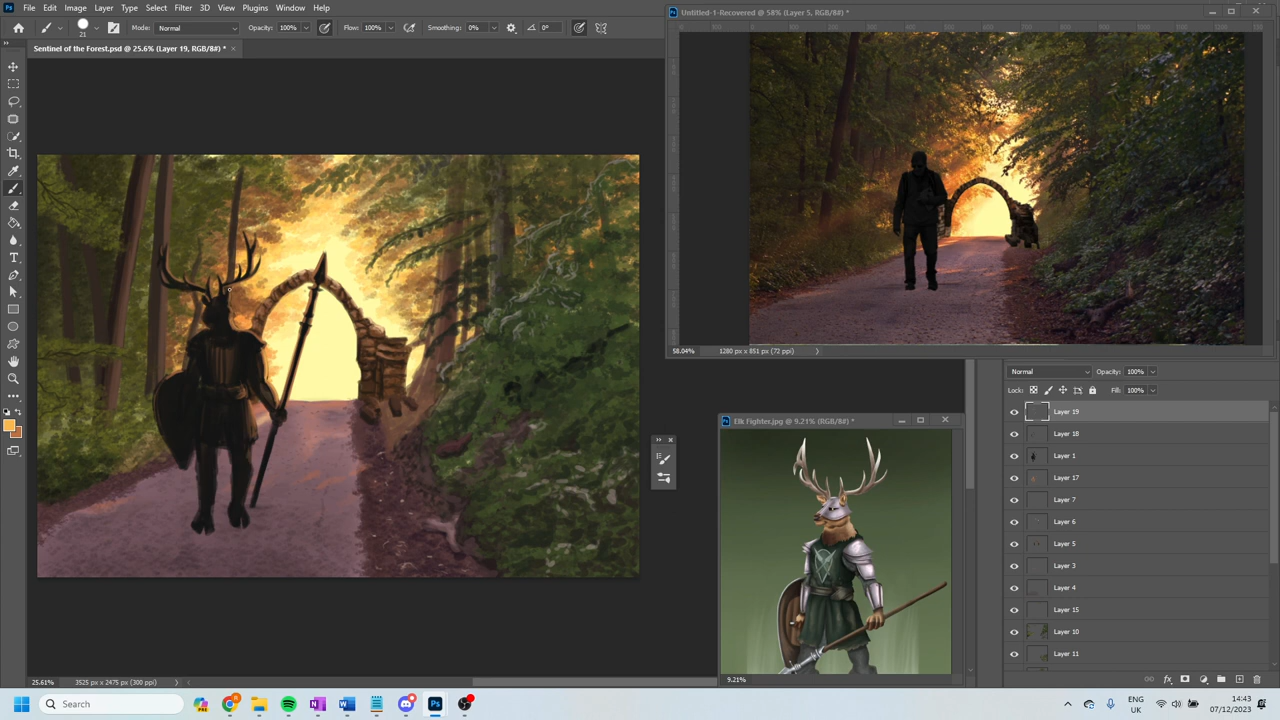 Ps File Edit Image Layer Type Select Filter 3D View Plugins Window Help
21 Mode: Normal Opacity: 100% Flow: 100% Smoothing: 0% 0°
Sentinel of the Forest.psd @ 25.6% (Layer 19, RGB/8#) *
Untitled-1-Recovered @ 58% (Layer 5, RGB/8#) *
58.04% 1280 px x 851 px (72 ppi)
Normal Opacity: 100%
Lock: Fill: 100%
Layer 19
Layer 18
Layer 1
Layer 17
Layer 7
Layer 6
Layer 5
Layer 3
Layer 4
Layer 15
Layer 10
Layer 11
Elk Fighter.jpg @ 9.21% (RGB/8#) *
9.21%
25.61% 3525 px x 2475 px (300 ppi)
Search
ENG
UK
14:43
07/12/2023